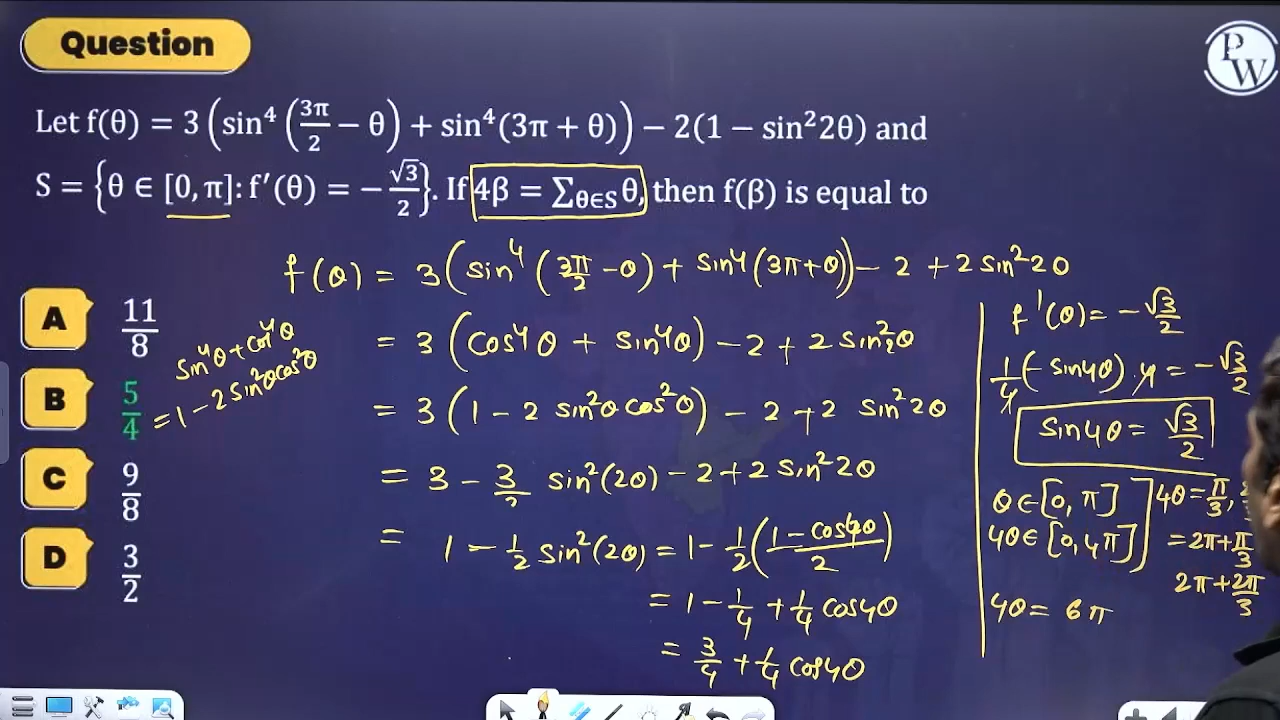 Question
PW
Let f(θ) = 3 (sin⁴ (3π/2 − θ) + sin⁴(3π + θ)) − 2(1 − sin²2θ) and
S = {θ ∈ [0, π]: f′(θ) = −√3/2}. If 4β = ∑θ∈S θ, then f(β) is equal to
A 11/8
B 5/4
C 9/8
D 3/2
sin⁴θ + cos⁴θ
= 1 − 2 sin²θcos²θ
f(θ) = 3(sin⁴(3π/2 − θ) + sin⁴(3π+θ)) − 2 + 2 sin²2θ
= 3 (cos⁴θ + sin⁴θ) − 2 + 2 sin²2θ
= 3 (1 − 2 sin²θ cos²θ) − 2 + 2 sin²2θ
= 3 − 3/2 sin²(2θ) − 2 + 2 sin²2θ
= 1 − 1/2 sin²(2θ) = 1 − 1/2((1 − cos4θ)/2)
= 1 − 1/4 + 1/4 cos4θ
= 3/4 + 1/4 cos4θ
f′(θ) = −√3/2
1/4(− sin4θ) . 4 = −√3/2
sin4θ = √3/2
θ ∈ [0, π]
4θ ∈ [0, 4π]
4θ = π/3,
= 2π + π/3
2π + 2π/3
4θ = 6π